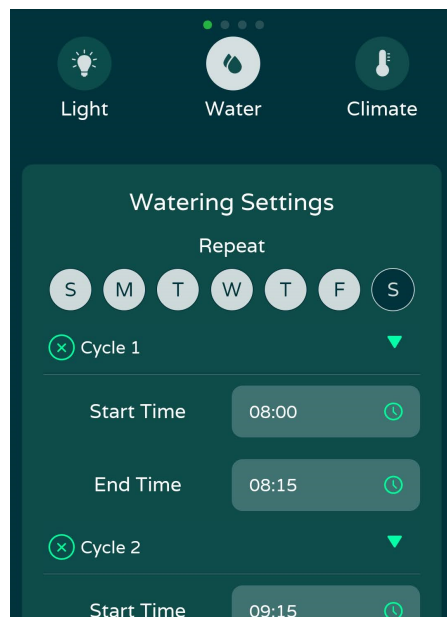 Light Water Climate
Watering Settings
Repeat
S M T W T F S
Cycle 1
Start Time 08:00
End Time 08:15
Cycle 2
Start Time 09:15